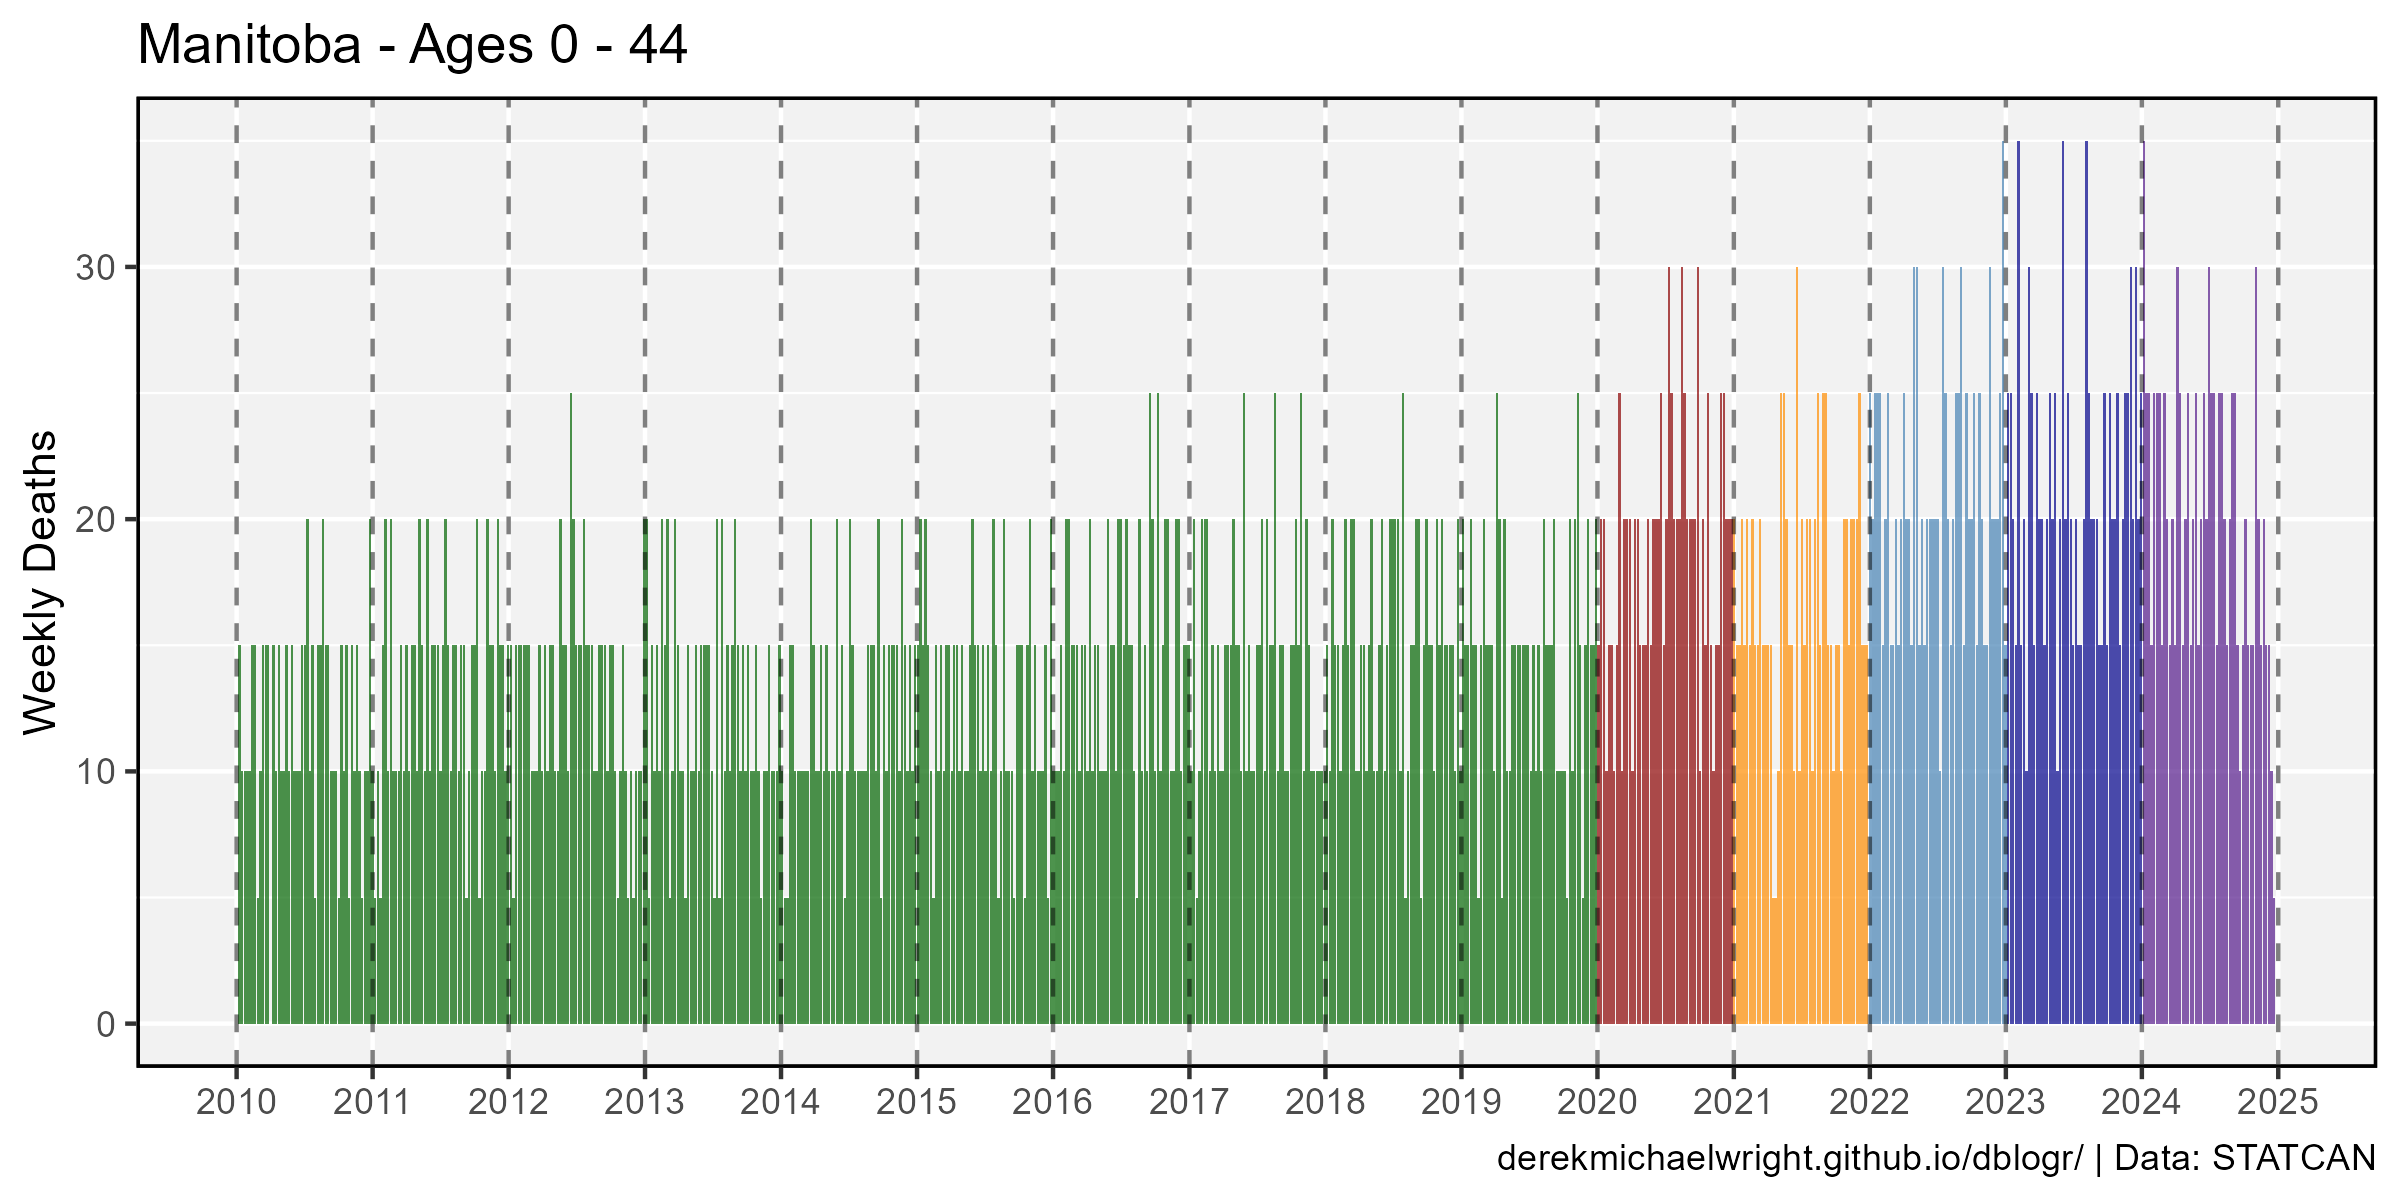 Manitoba - Ages 0 - 44
Weekly Deaths
30
20
10
0
2010 2011 2012 2013 2014 2015 2016 2017 2018 2019 2020 2021 2022 2023 2024 2025
derekmichaelwright.github.io/dblogr/ | Data: STATCAN